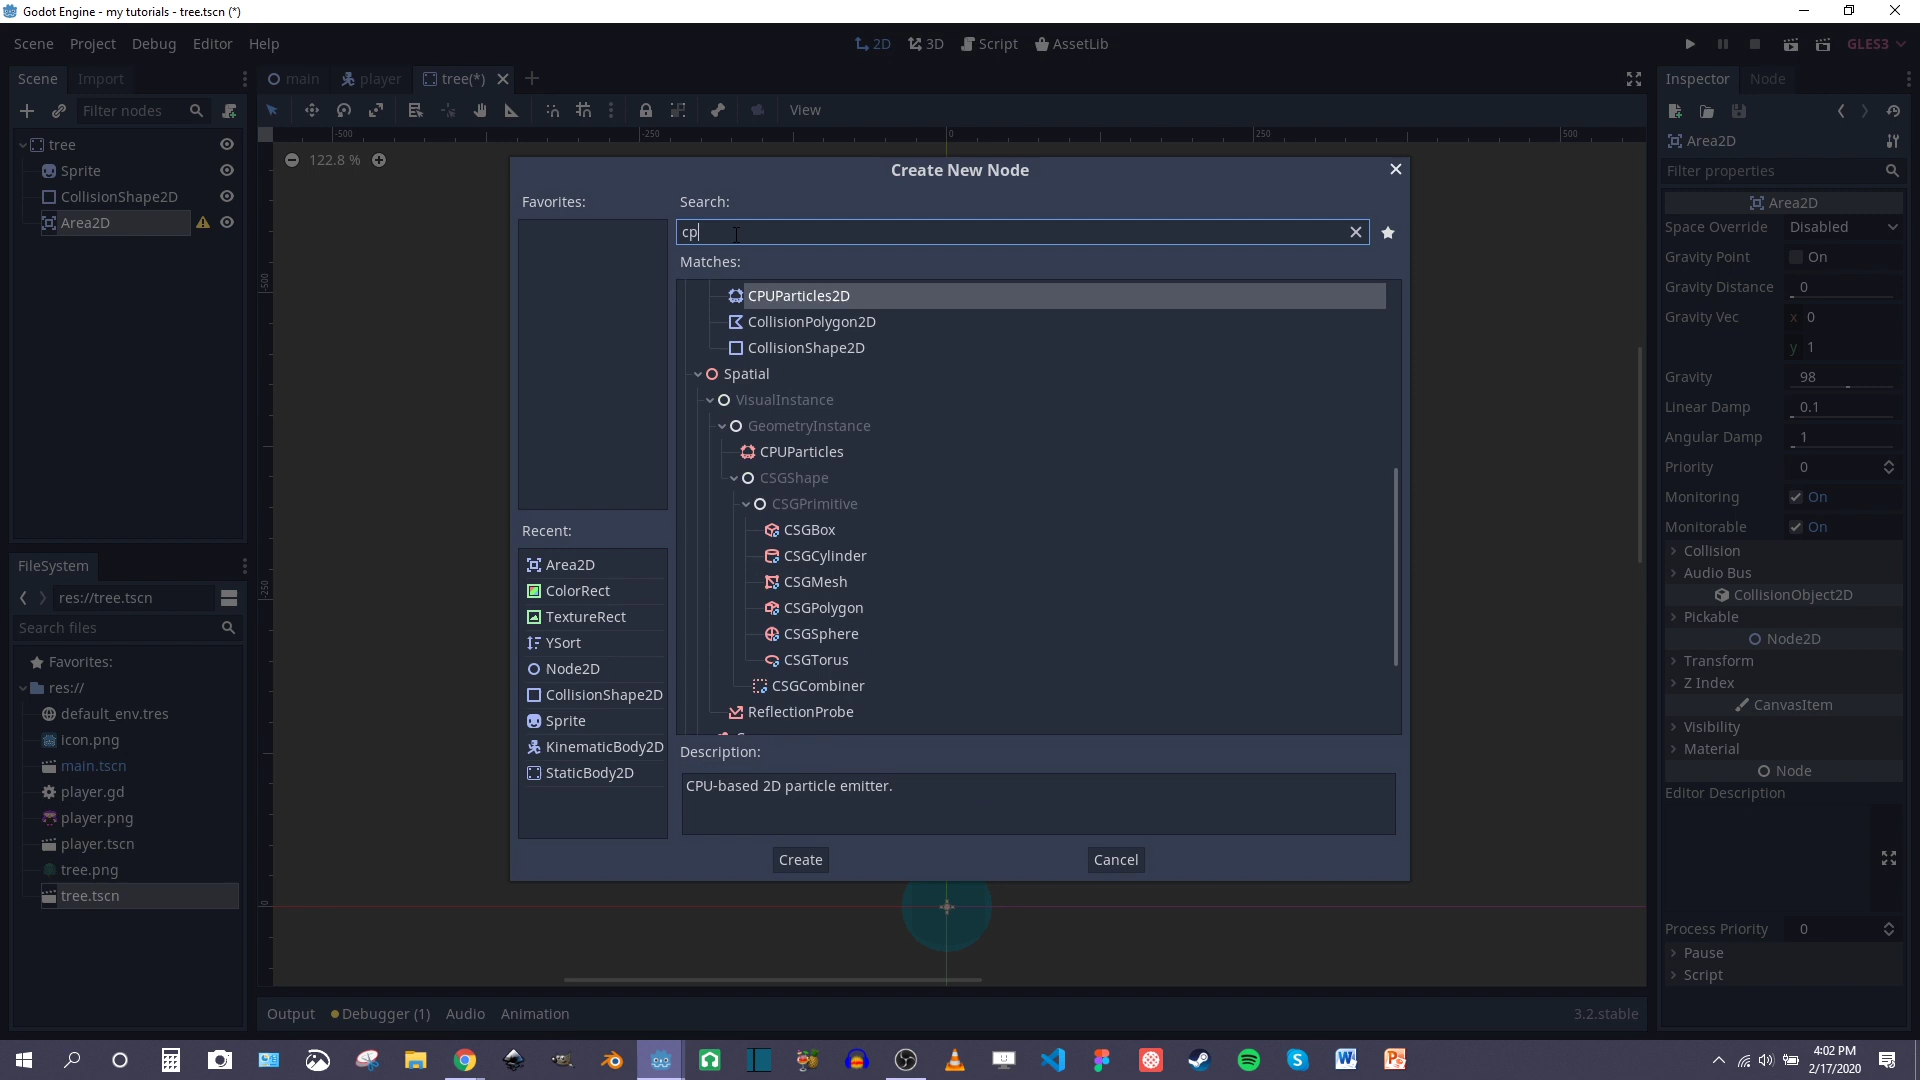 Godot Engine - my tutorials - tree.tscn (*)
Scene Project Debug Editor Help
2D 3D Script AssetLib
GLES3
Scene Import
main player tree(*)
Inspector Node
Filter nodes
View
tree
Sprite
CollisionShape2D
Area2D
-500 -250 0 250 500
-500
-250
0
122.8 %
Create New Node
Favorites:
Search:
cp
Matches:
CPUParticles2D
CollisionPolygon2D
CollisionShape2D
Spatial
VisualInstance
GeometryInstance
CPUParticles
CSGShape
CSGPrimitive
CSGBox
CSGCylinder
CSGMesh
CSGPolygon
CSGSphere
CSGTorus
CSGCombiner
ReflectionProbe
Recent:
Area2D
ColorRect
TextureRect
YSort
Node2D
CollisionShape2D
Sprite
KinematicBody2D
StaticBody2D
Description:
CPU-based 2D particle emitter.
Create Cancel
FileSystem
res://tree.tscn
Search files
Favorites:
res://
default_env.tres
icon.png
main.tscn
player.gd
player.png
player.tscn
tree.png
tree.tscn
Area2D
Filter properties
Area2D
Space Override Disabled
Gravity Point On
Gravity Distance 0
Gravity Vec x 0
y 1
Gravity 98
Linear Damp 0.1
Angular Damp 1
Priority 0
Monitoring On
Monitorable On
Collision
Audio Bus
CollisionObject2D
Pickable
Node2D
Transform
Z Index
CanvasItem
Visibility
Material
Node
Editor Description
Process Priority 0
Pause
Script
Output Debugger (1) Audio Animation
3.2.stable
4:02 PM
2/17/2020